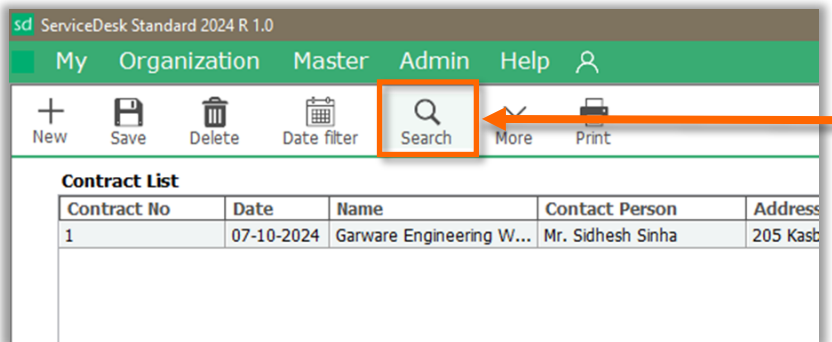 sd ServiceDesk Standard 2024 R 1.0
My Organization Master Admin Help
New Save Delete Date filter Search More Print
Contract List
Contract No Date Name Contact Person Address
1 07-10-2024 Garware Engineering W... Mr. Sidhesh Sinha 205 Kasb